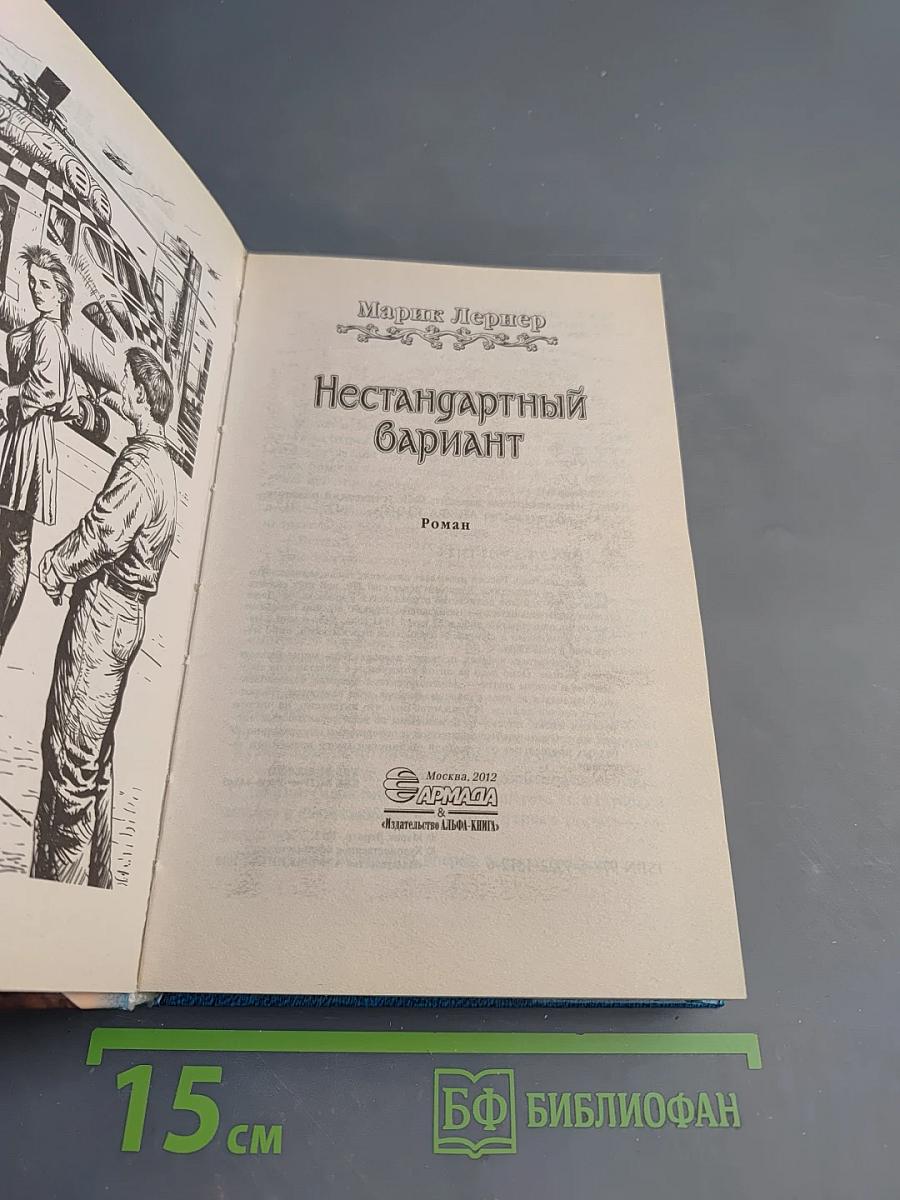 Марик Лернер
Нестандартный
вариант
Роман
Москва, 2012
АРМАДА
&
«Издательство АЛЬФА-КНИГА»
15 см
БФ БИБЛИОФАН